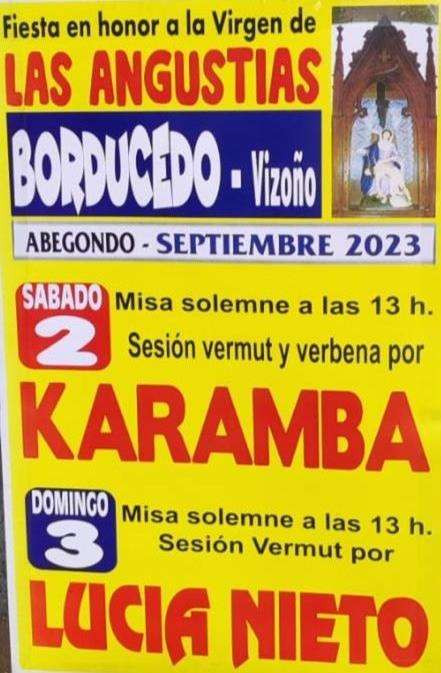 Fiesta en honor a la Virgen de
LAS ANGUSTIAS
BORDUCEDO - Vizoño
ABEGONDO - SEPTIEMBRE 2023
SABADO
2
Misa solemne a las 13 h.
Sesión vermut y verbena por
KARAMBA
DOMINGO
3
Misa solemne a las 13 h.
Sesión Vermut por
LUCIA NIETO